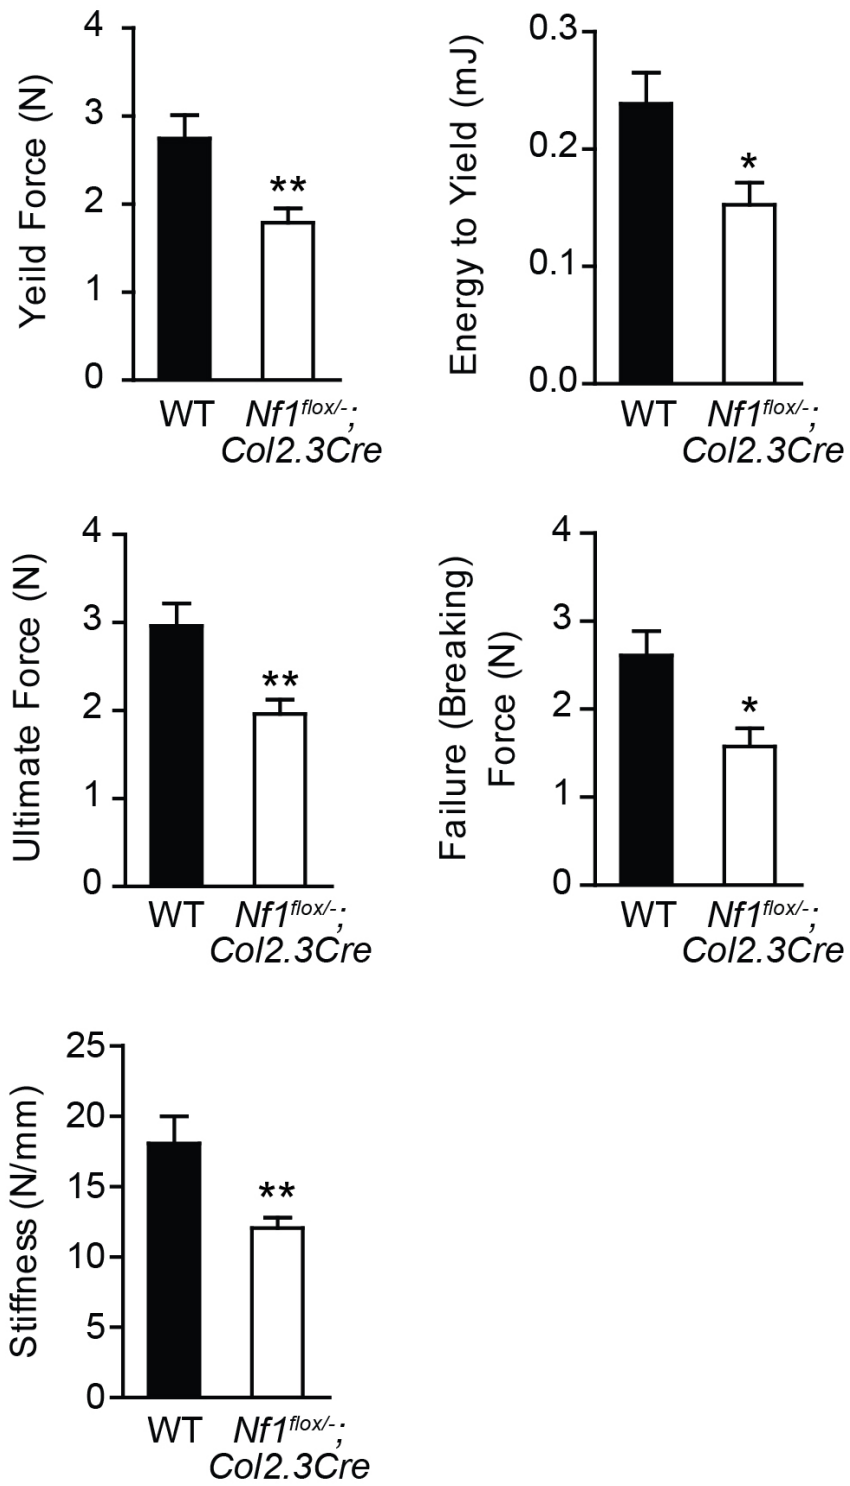 Yeild Force (N)
4
3
2
1
0
**
WT
Nf1flox/-;
Col2.3Cre
Energy to Yield (mJ)
0.3
0.2
0.1
0.0
*
WT
Nf1flox/-;
Col2.3Cre
Ultimate Force (N)
4
3
2
1
0
**
WT
Nf1flox/-;
Col2.3Cre
Failure (Breaking)
Force (N)
4
3
2
1
0
*
WT
Nf1flox/-;
Col2.3Cre
Stiffness (N/mm)
25
20
15
10
5
0
**
WT
Nf1flox/-;
Col2.3Cre